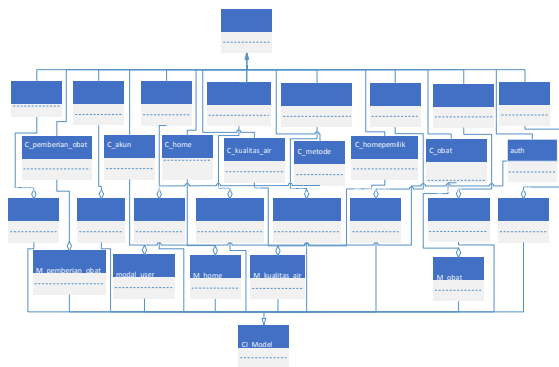 C_pemberian_obat
C_akun
C_home
C_kualitas_air
C_metode
C_homepemilik
C_obat
auth
M_pemberian_obat
modal_user
M_home
M_kualitas_air
M_obat
CI_Model